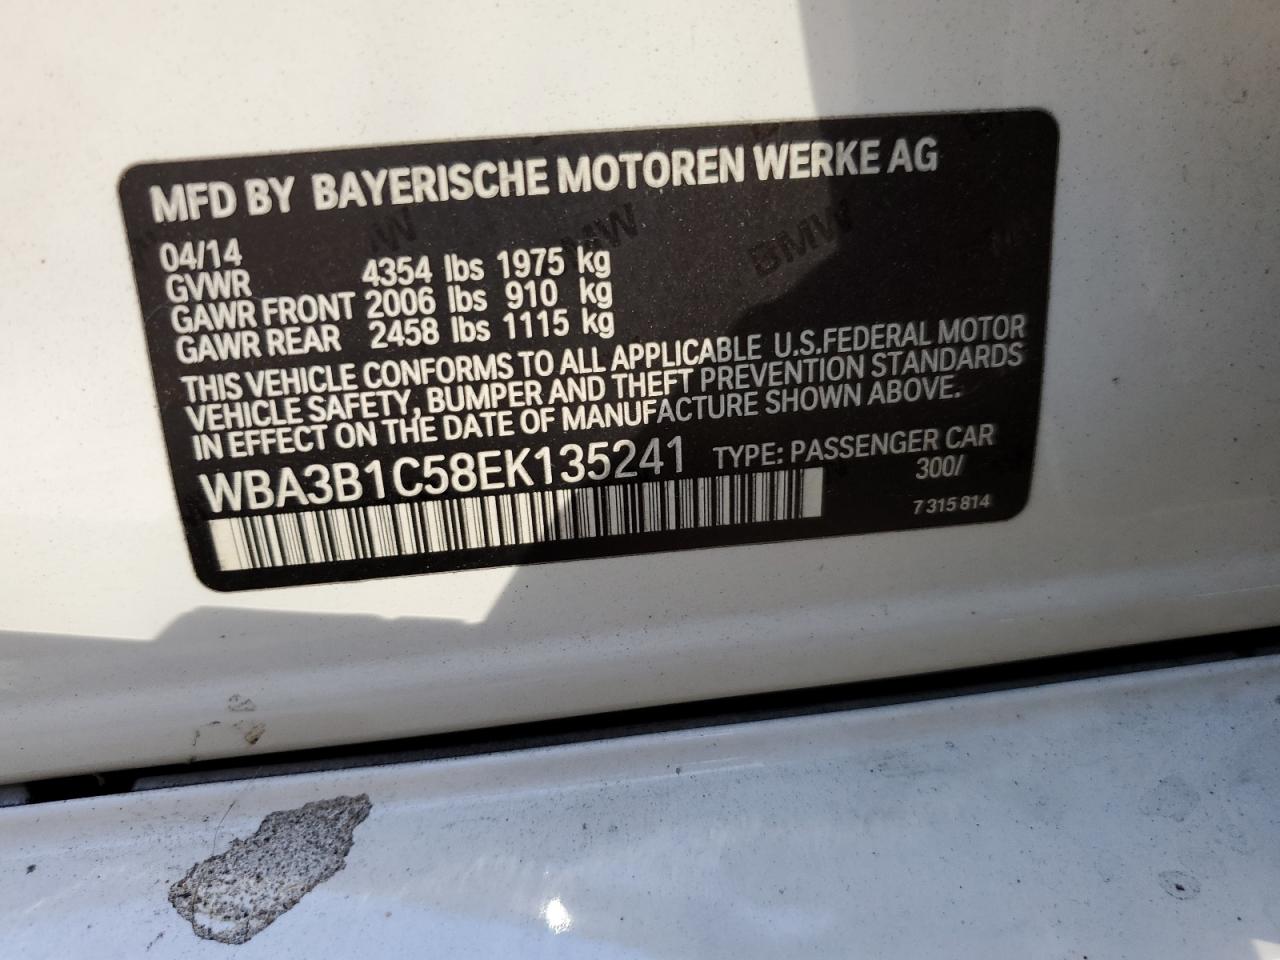 MFD BY BAYERISCHE MOTOREN WERKE AG
04/14
GVWR 4354 lbs 1975 kg
GAWR FRONT 2006 lbs 910 kg
GAWR REAR 2458 lbs 1115 kg
THIS VEHICLE CONFORMS TO ALL APPLICABLE U.S.FEDERAL MOTOR
VEHICLE SAFETY, BUMPER AND THEFT PREVENTION STANDARDS
IN EFFECT ON THE DATE OF MANUFACTURE SHOWN ABOVE.
WBA3B1C58EK135241 TYPE: PASSENGER CAR
300/
7 315 814
BMW
BMW
BMW